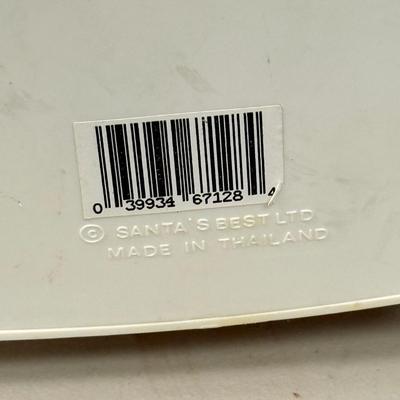 0 39934 67128 4
© SANTA'S BEST LTD
MADE IN THAILAND